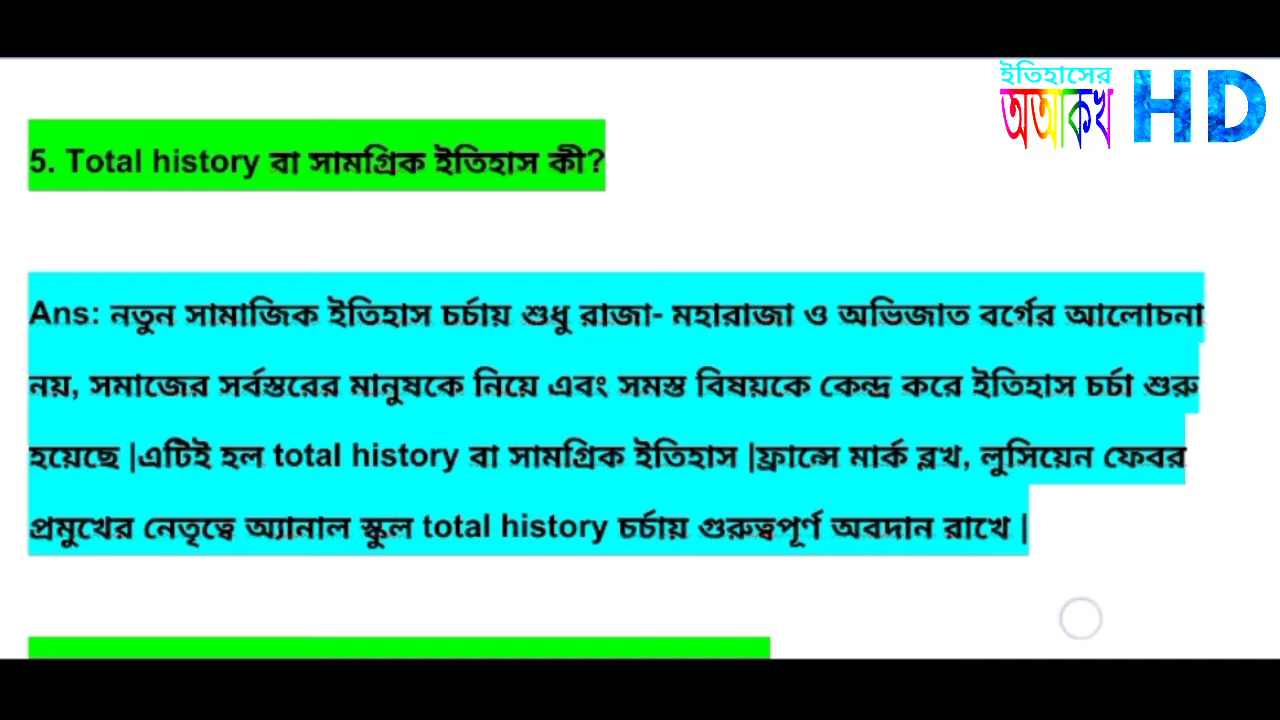 ইতিহাসের
অআকখ HD
5. Total history বা সামগ্রিক ইতিহাস কী?
Ans: নতুন সামাজিক ইতিহাস চর্চায় শুধু রাজা- মহারাজা ও অভিজাত বর্গের আলোচনা
নয়, সমাজের সর্বস্তরের মানুষকে নিয়ে এবং সমস্ত বিষয়কে কেন্দ্র করে ইতিহাস চর্চা শুরু
হয়েছে |এটিই হল total history বা সামগ্রিক ইতিহাস |ফ্রান্সে মার্ক ব্লখ, লুসিয়েন ফেবর
প্রমুখের নেতৃত্বে অ্যানাল স্কুল total history চর্চায় গুরুত্বপূর্ণ অবদান রাখে |